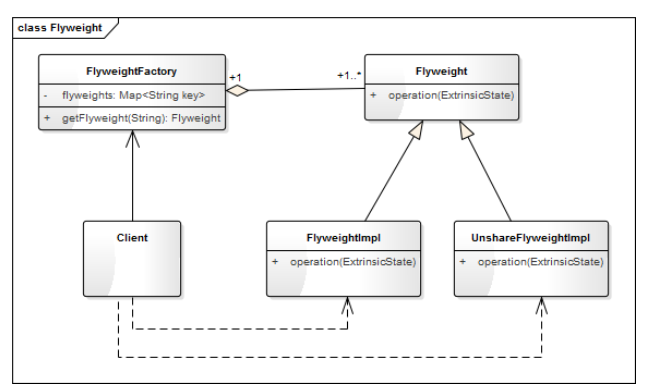 class Flyweight
FlyweightFactory
- flyweights: Map<String key>
+ getFlyweight(String): Flyweight
+1
+1..*
Flyweight
+ operation(ExtrinsicState)
Client
FlyweightImpl
+ operation(ExtrinsicState)
UnshareFlyweightImpl
+ operation(ExtrinsicState)